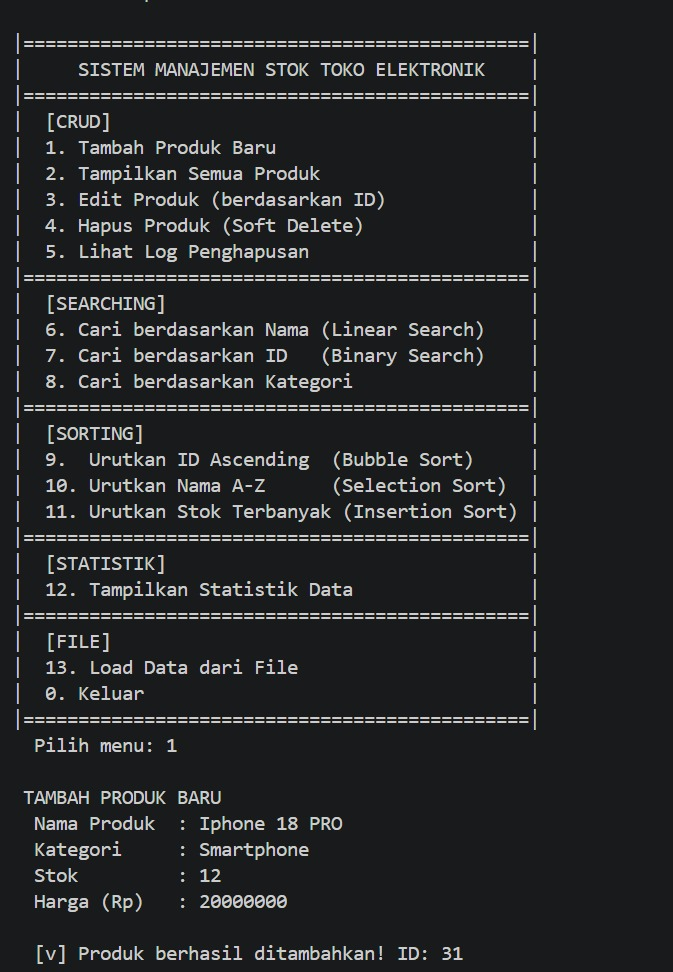 |==============================================|
|     SISTEM MANAJEMEN STOK TOKO ELEKTRONIK    |
|==============================================|
|  [CRUD]                                      |
|  1. Tambah Produk Baru                       |
|  2. Tampilkan Semua Produk                   |
|  3. Edit Produk (berdasarkan ID)             |
|  4. Hapus Produk (Soft Delete)               |
|  5. Lihat Log Penghapusan                    |
|==============================================|
|  [SEARCHING]                                 |
|  6. Cari berdasarkan Nama (Linear Search)    |
|  7. Cari berdasarkan ID   (Binary Search)    |
|  8. Cari berdasarkan Kategori                |
|==============================================|
|  [SORTING]                                   |
|  9.  Urutkan ID Ascending  (Bubble Sort)     |
|  10. Urutkan Nama A-Z      (Selection Sort)  |
|  11. Urutkan Stok Terbanyak (Insertion Sort) |
|==============================================|
|  [STATISTIK]                                 |
|  12. Tampilkan Statistik Data                |
|==============================================|
|  [FILE]                                      |
|  13. Load Data dari File                     |
|  0. Keluar                                   |
|==============================================|
 Pilih menu: 1

TAMBAH PRODUK BARU
 Nama Produk  : Iphone 18 PRO
 Kategori     : Smartphone
 Stok         : 12
 Harga (Rp)   : 20000000

 [v] Produk berhasil ditambahkan! ID: 31